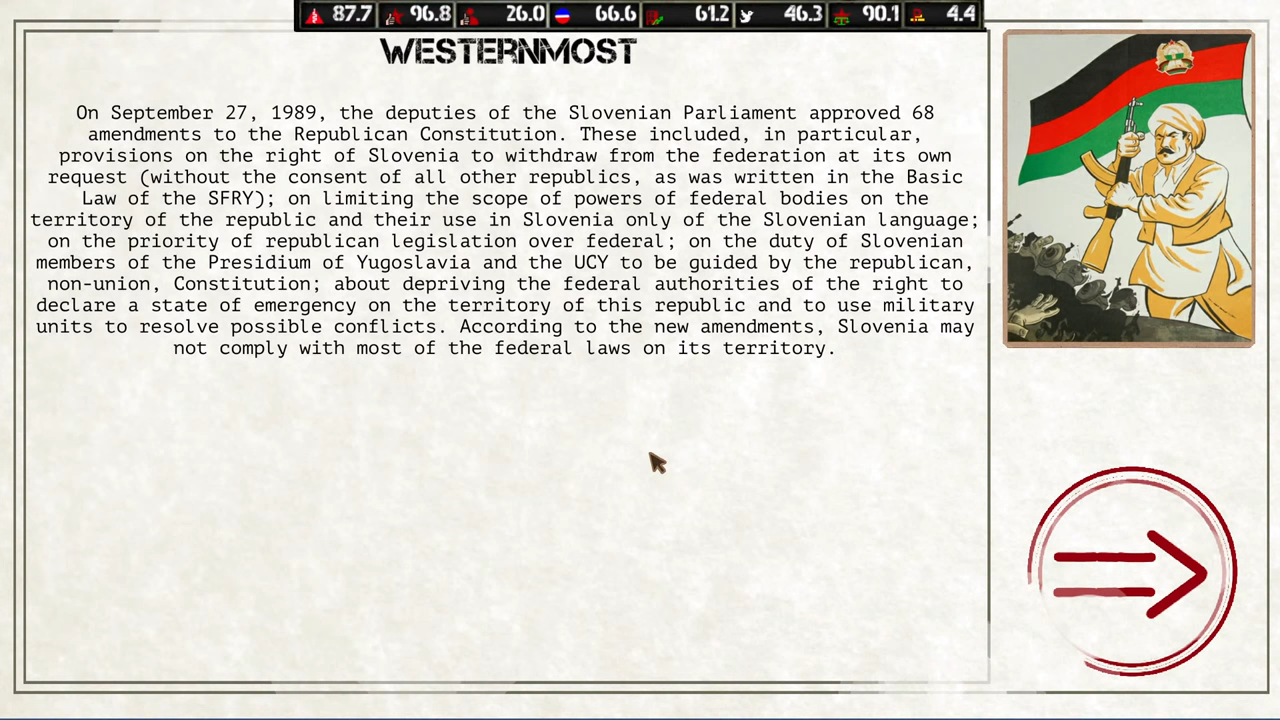 87.7 96.8 26.0 66.6 61.2 46.3 90.1 4.4
WESTERNMOST
On September 27, 1989, the deputies of the Slovenian Parliament approved 68
amendments to the Republican Constitution. These included, in particular,
provisions on the right of Slovenia to withdraw from the federation at its own
request (without the consent of all other republics, as was written in the Basic
Law of the SFRY); on limiting the scope of powers of federal bodies on the
territory of the republic and their use in Slovenia only of the Slovenian language;
on the priority of republican legislation over federal; on the duty of Slovenian
members of the Presidium of Yugoslavia and the UCY to be guided by the republican,
non-union, Constitution; about depriving the federal authorities of the right to
declare a state of emergency on the territory of this republic and to use military
units to resolve possible conflicts. According to the new amendments, Slovenia may
not comply with most of the federal laws on its territory.